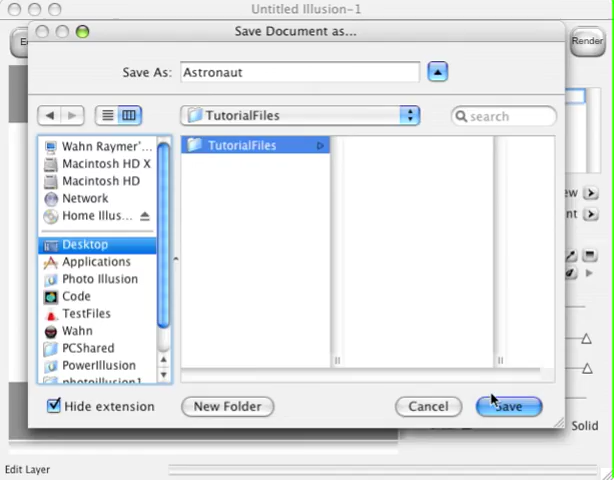 Untitled Illusion-1
Save Document as...
Render
Save As: Astronaut
TutorialFiles
search
Wahn Raymer'...
TutorialFiles
Macintosh HD X
Macintosh HD
Network
Home Illus...
Desktop
Applications
Photo Illusion
Code
TestFiles
Wahn
PCShared
PowerIllusion
photoillusion1
Hide extension
New Folder
Cancel
Save
Solid
Edit Layer